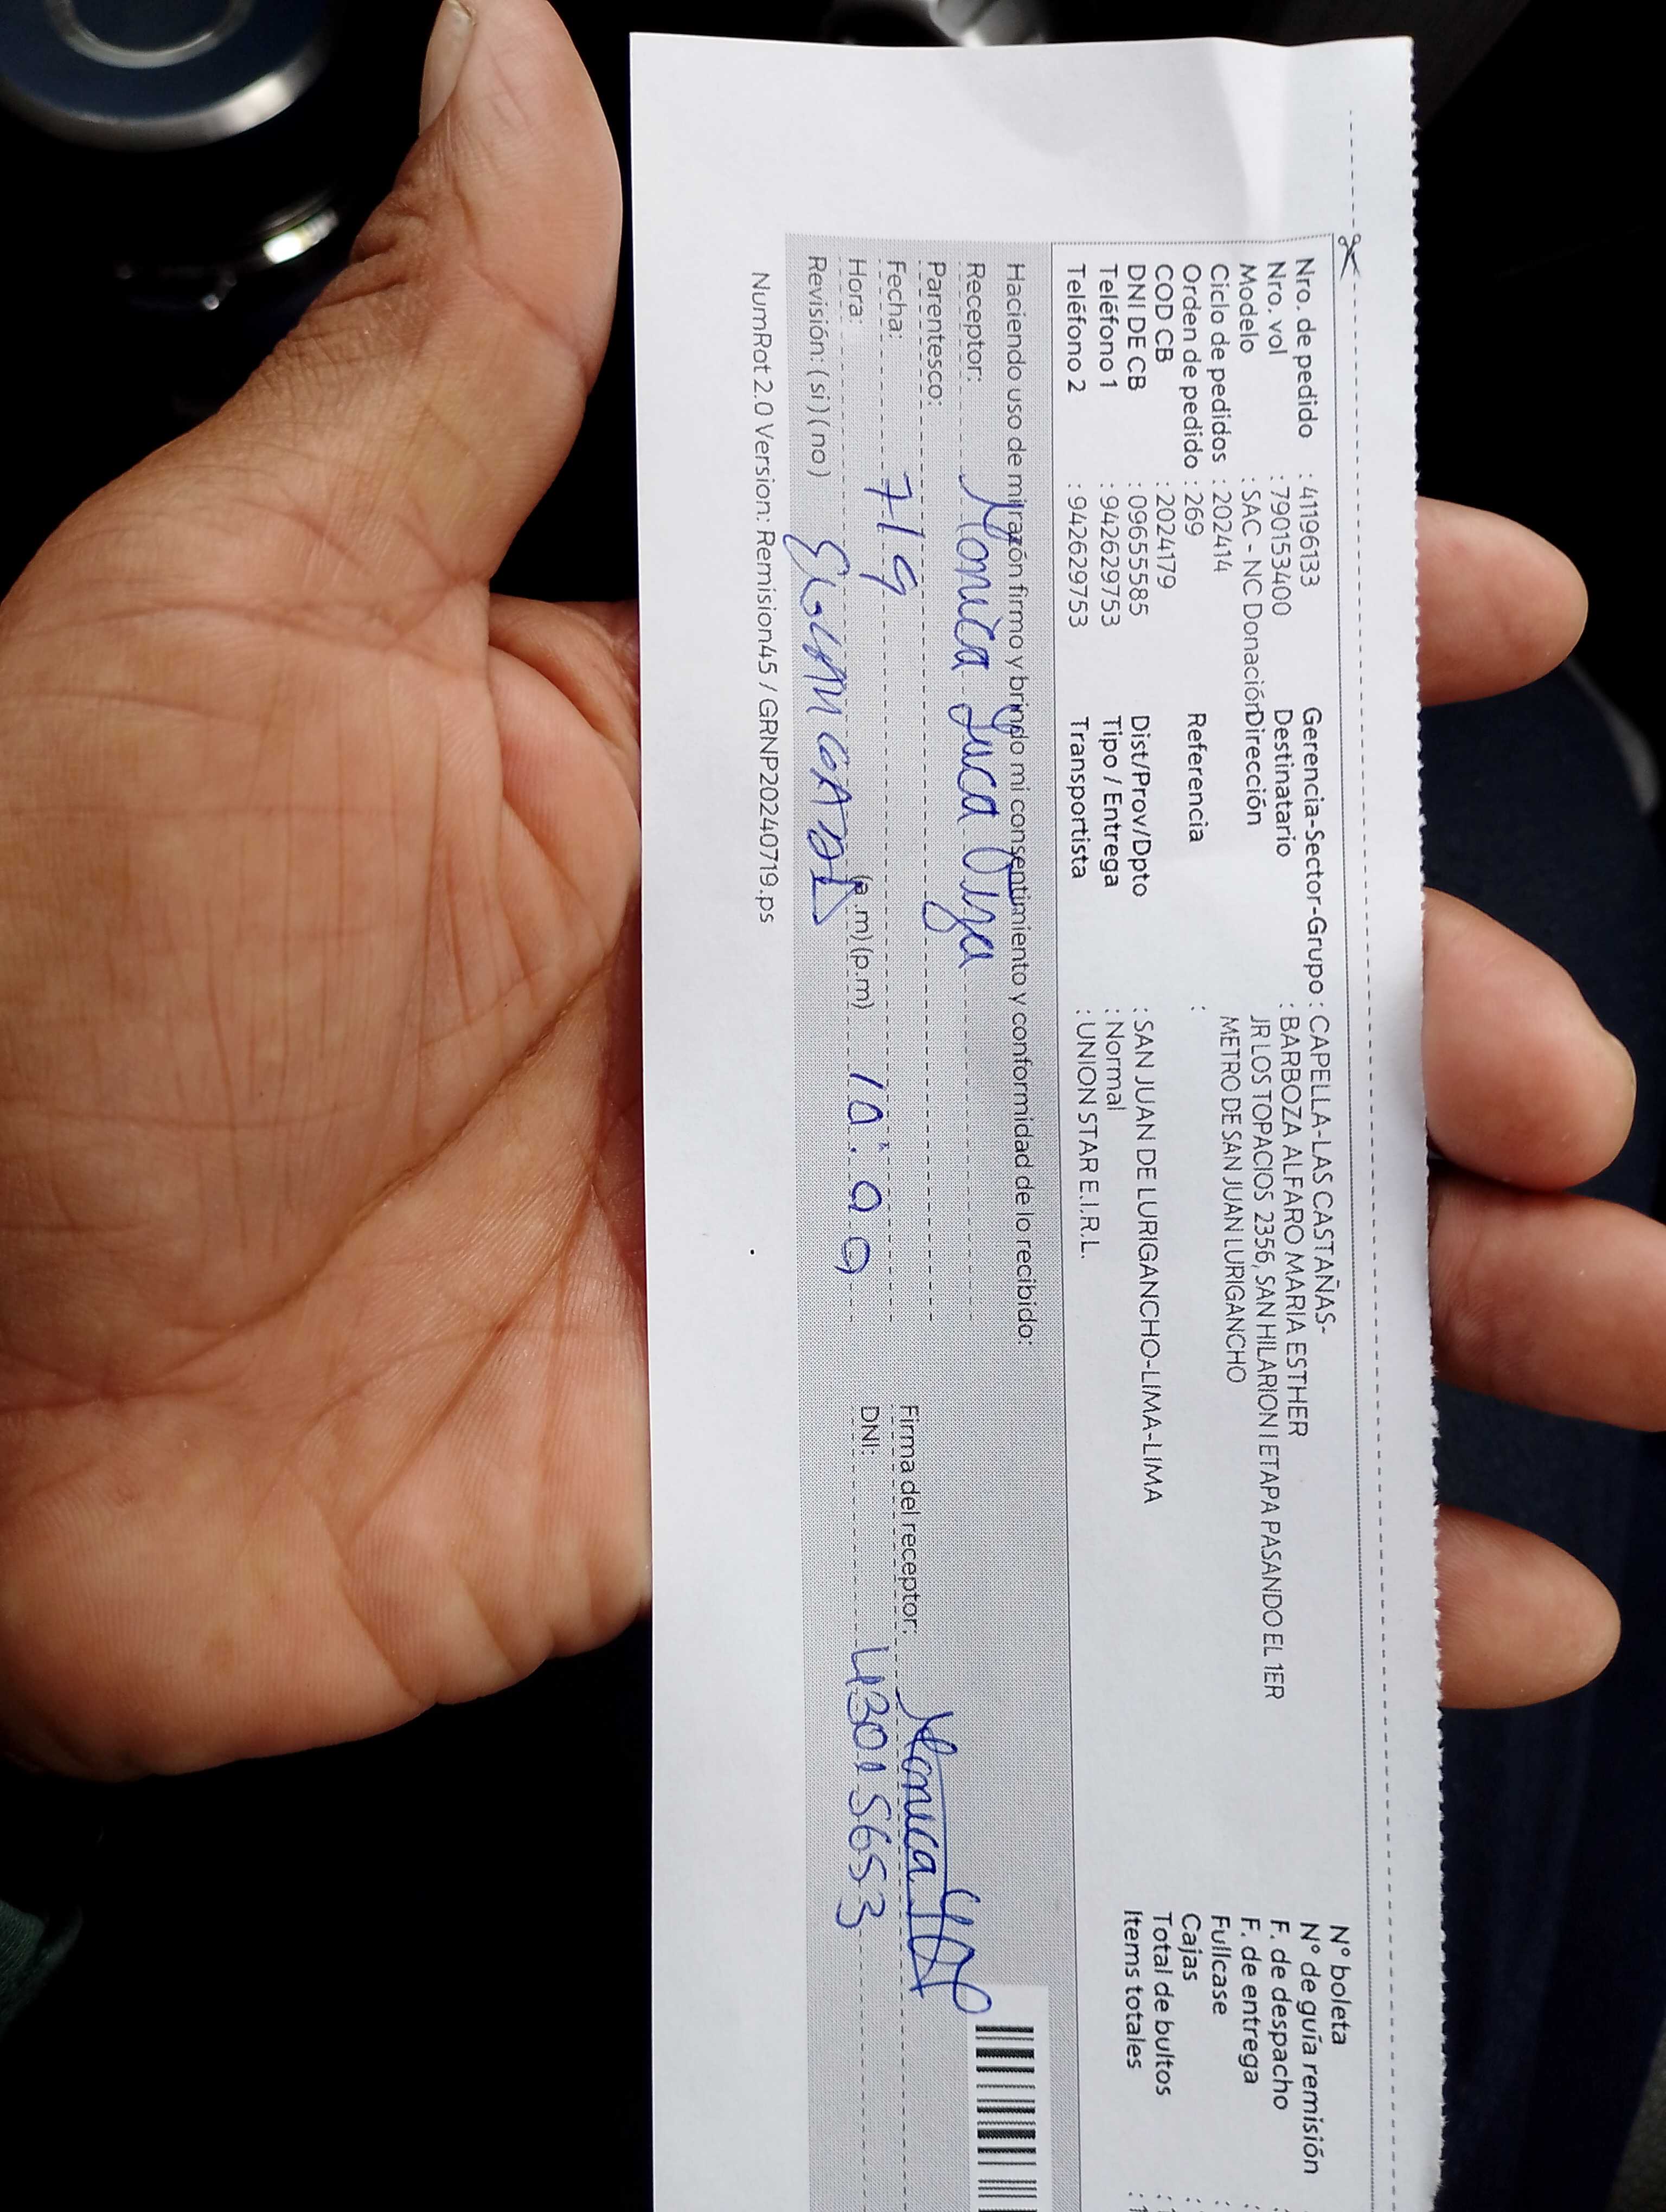 Nro. de pedido : 41196133 Gerencia-Sector-Grupo : CAPELLA-LAS CASTAÑAS- N° boleta
Nro. vol : 790153400 Destinatario : BARBOZA ALFARO MARIA ESTHER N° de guía remisión :
Modelo : SAC - NC Donación Dirección JR LOS TOPACIOS 2356, SAN HILARION I ETAPA PASANDO EL 1ER F. de despacho :
Ciclo de pedidos : 202414 METRO DE SAN JUAN LURIGANCHO F. de entrega :
Orden de pedido : 269 Referencia : Fullcase :
COD CB : 2024179 Cajas :
DNI DE CB : 09655585 Dist/Prov/Dpto : SAN JUAN DE LURIGANCHO-LIMA-LIMA Total de bultos :
Teléfono 1 : 942629753 Tipo / Entrega : Normal Items totales : 1
Teléfono 2 : 942629753 Transportista : UNION STAR E.I.R.L.
Haciendo uso de mi razón firmo y brindo mi consentimiento y conformidad de lo recibido:
Receptor: Monica
Parentesco:
Fecha: 719 Firma del receptor: Monica
Hora: (a.m)(p.m) 10:00 DNI: 43015653
Revisión: (si)(no)
NumRot 2.0 Version: Remision45 / GRNP20240719.ps